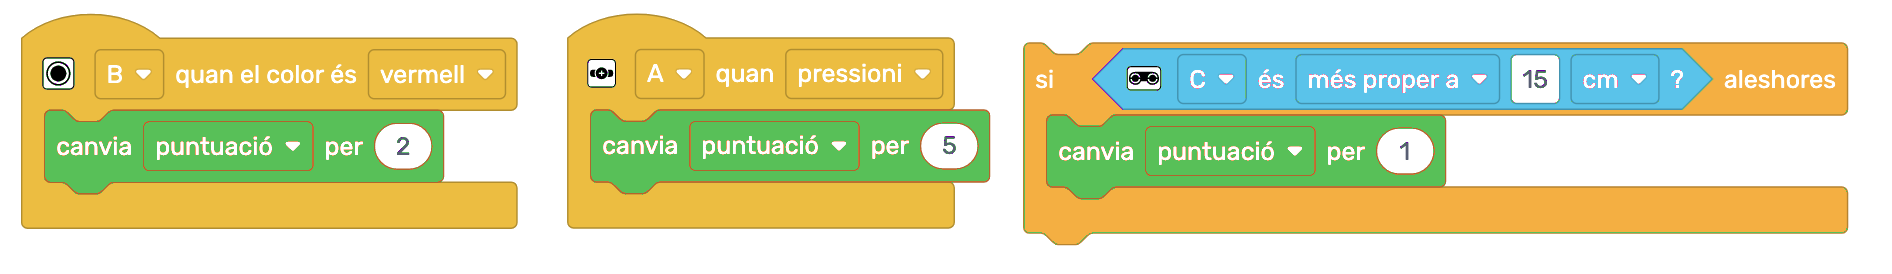 B quan el color és vermell
canvia puntuació per 2
A quan pressioni
canvia puntuació per 5
si C és més proper a 15 cm ? aleshores
canvia puntuació per 1